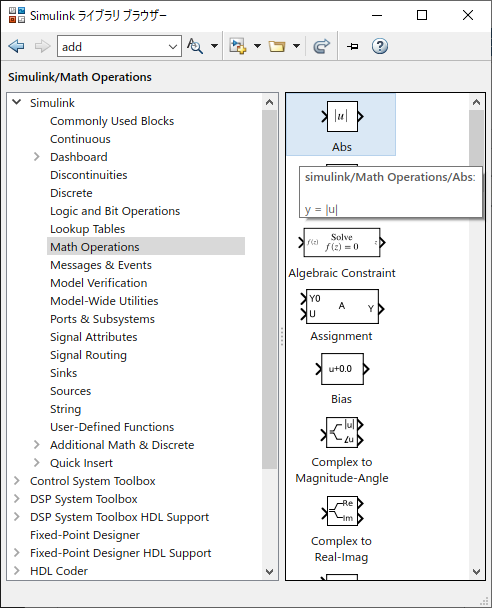 Simulink ライブラリ ブラウザー
add
Simulink/Math Operations
Simulink
Commonly Used Blocks
Continuous
Dashboard
Discontinuities
Discrete
Logic and Bit Operations
Lookup Tables
Math Operations
Messages & Events
Model Verification
Model-Wide Utilities
Ports & Subsystems
Signal Attributes
Signal Routing
Sinks
Sources
String
User-Defined Functions
Additional Math & Discrete
Quick Insert
Control System Toolbox
DSP System Toolbox
DSP System Toolbox HDL Support
Fixed-Point Designer
Fixed-Point Designer HDL Support
HDL Coder
|u|
Abs
simulink/Math Operations/Abs:
y = |u|
f(z) Solve z
f(z) = 0
Algebraic Constraint
Y0
A Y
U
Assignment
u+0.0
Bias
|u|
∠u
Complex to
Magnitude-Angle
Re
Im
Complex to
Real-Imag